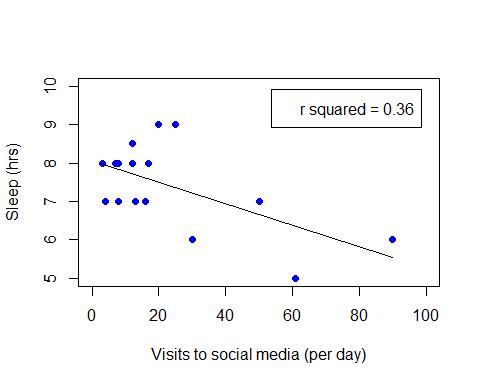 r squared = 0.36
10
9
8
7
6
5
Sleep (hrs)
0 20 40 60 80 100
Visits to social media (per day)